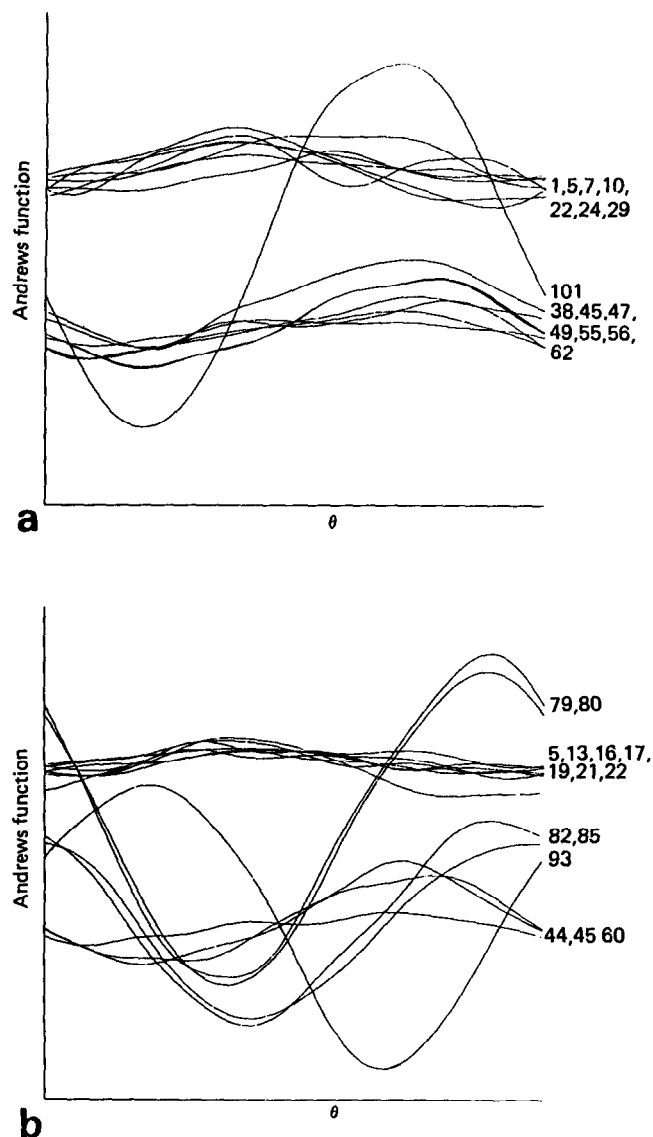 Andrews function
1,5,7,10,
22,24,29
101
38,45,47,
49,55,56,
62
a
θ
Andrews function
79,80
5,13,16,17,
19,21,22
82,85
93
44,45 60
b
θ